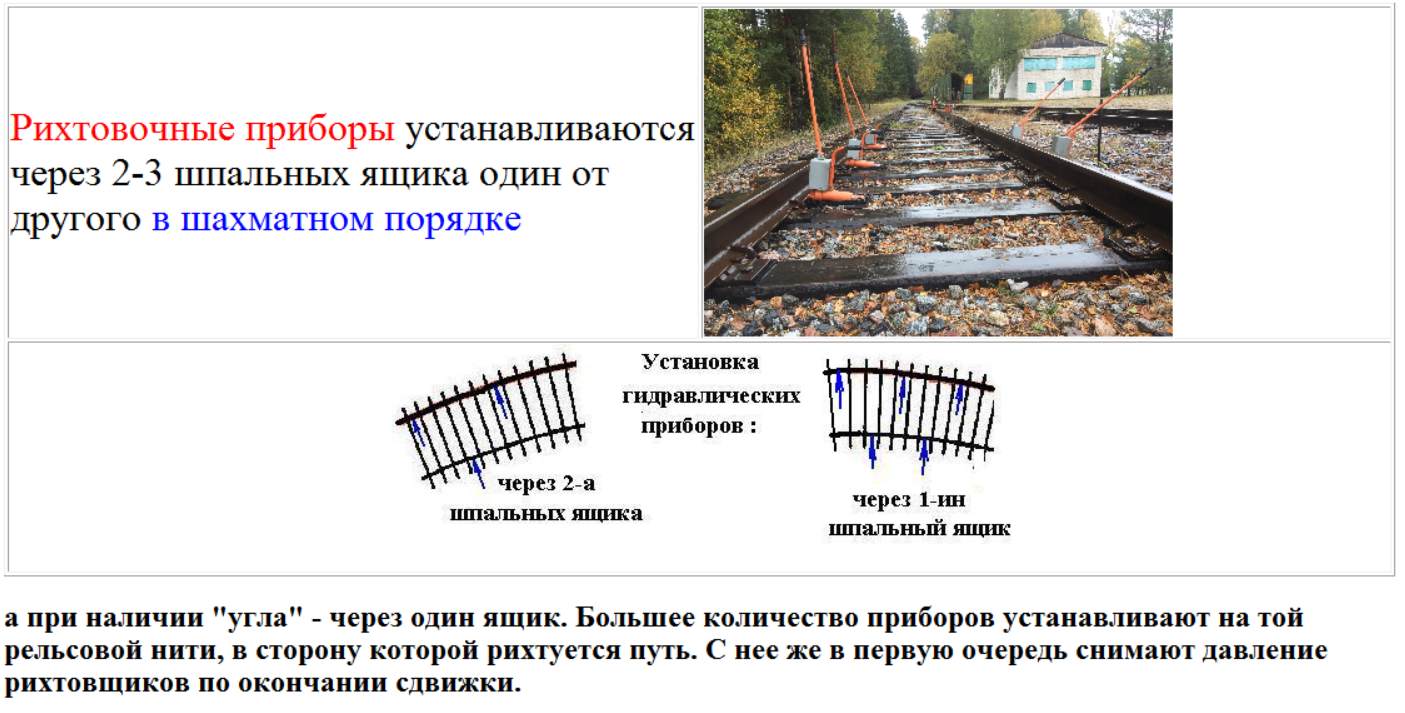 Рихтовочные приборы устанавливаются
через 2-3 шпальных ящика один от
другого в шахматном порядке
Установка
гидравлических
приборов :
через 2-а
шпальных ящика
через 1-ин
шпальный ящик
а при наличии "угла" - через один ящик. Большее количество приборов устанавливают на той
рельсовой нити, в сторону которой рихтуется путь. С нее же в первую очередь снимают давление
рихтовщиков по окончании сдвижки.